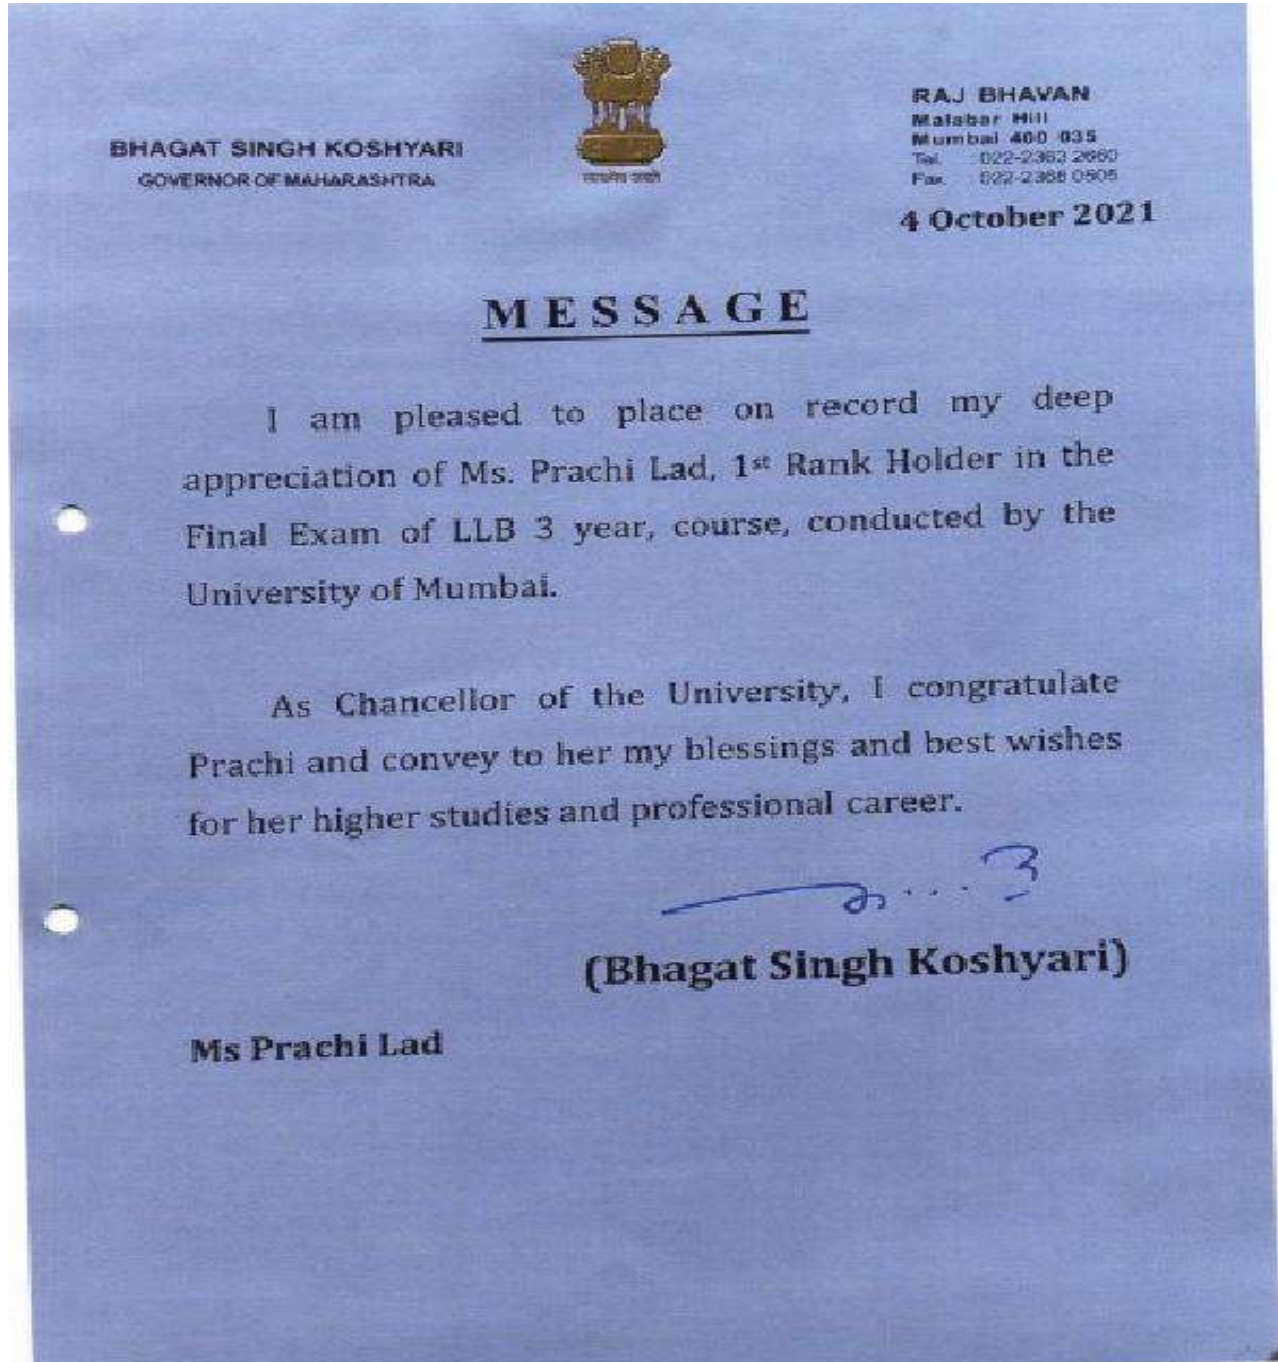 BHAGAT SINGH KOSHYARI
GOVERNOR OF MAHARASHTRA
सत्यमेव जयते
RAJ BHAVAN
Malabar Hill
Mumbai 400 035
Tel. : 022-2363 2660
Fax. : 022-2368 0505
4 October 2021
MESSAGE
I am pleased to place on record my deep
appreciation of Ms. Prachi Lad, 1st Rank Holder in the
Final Exam of LLB 3 year, course, conducted by the
University of Mumbai.
As Chancellor of the University, I congratulate
Prachi and convey to her my blessings and best wishes
for her higher studies and professional career.
(Bhagat Singh Koshyari)
Ms Prachi Lad